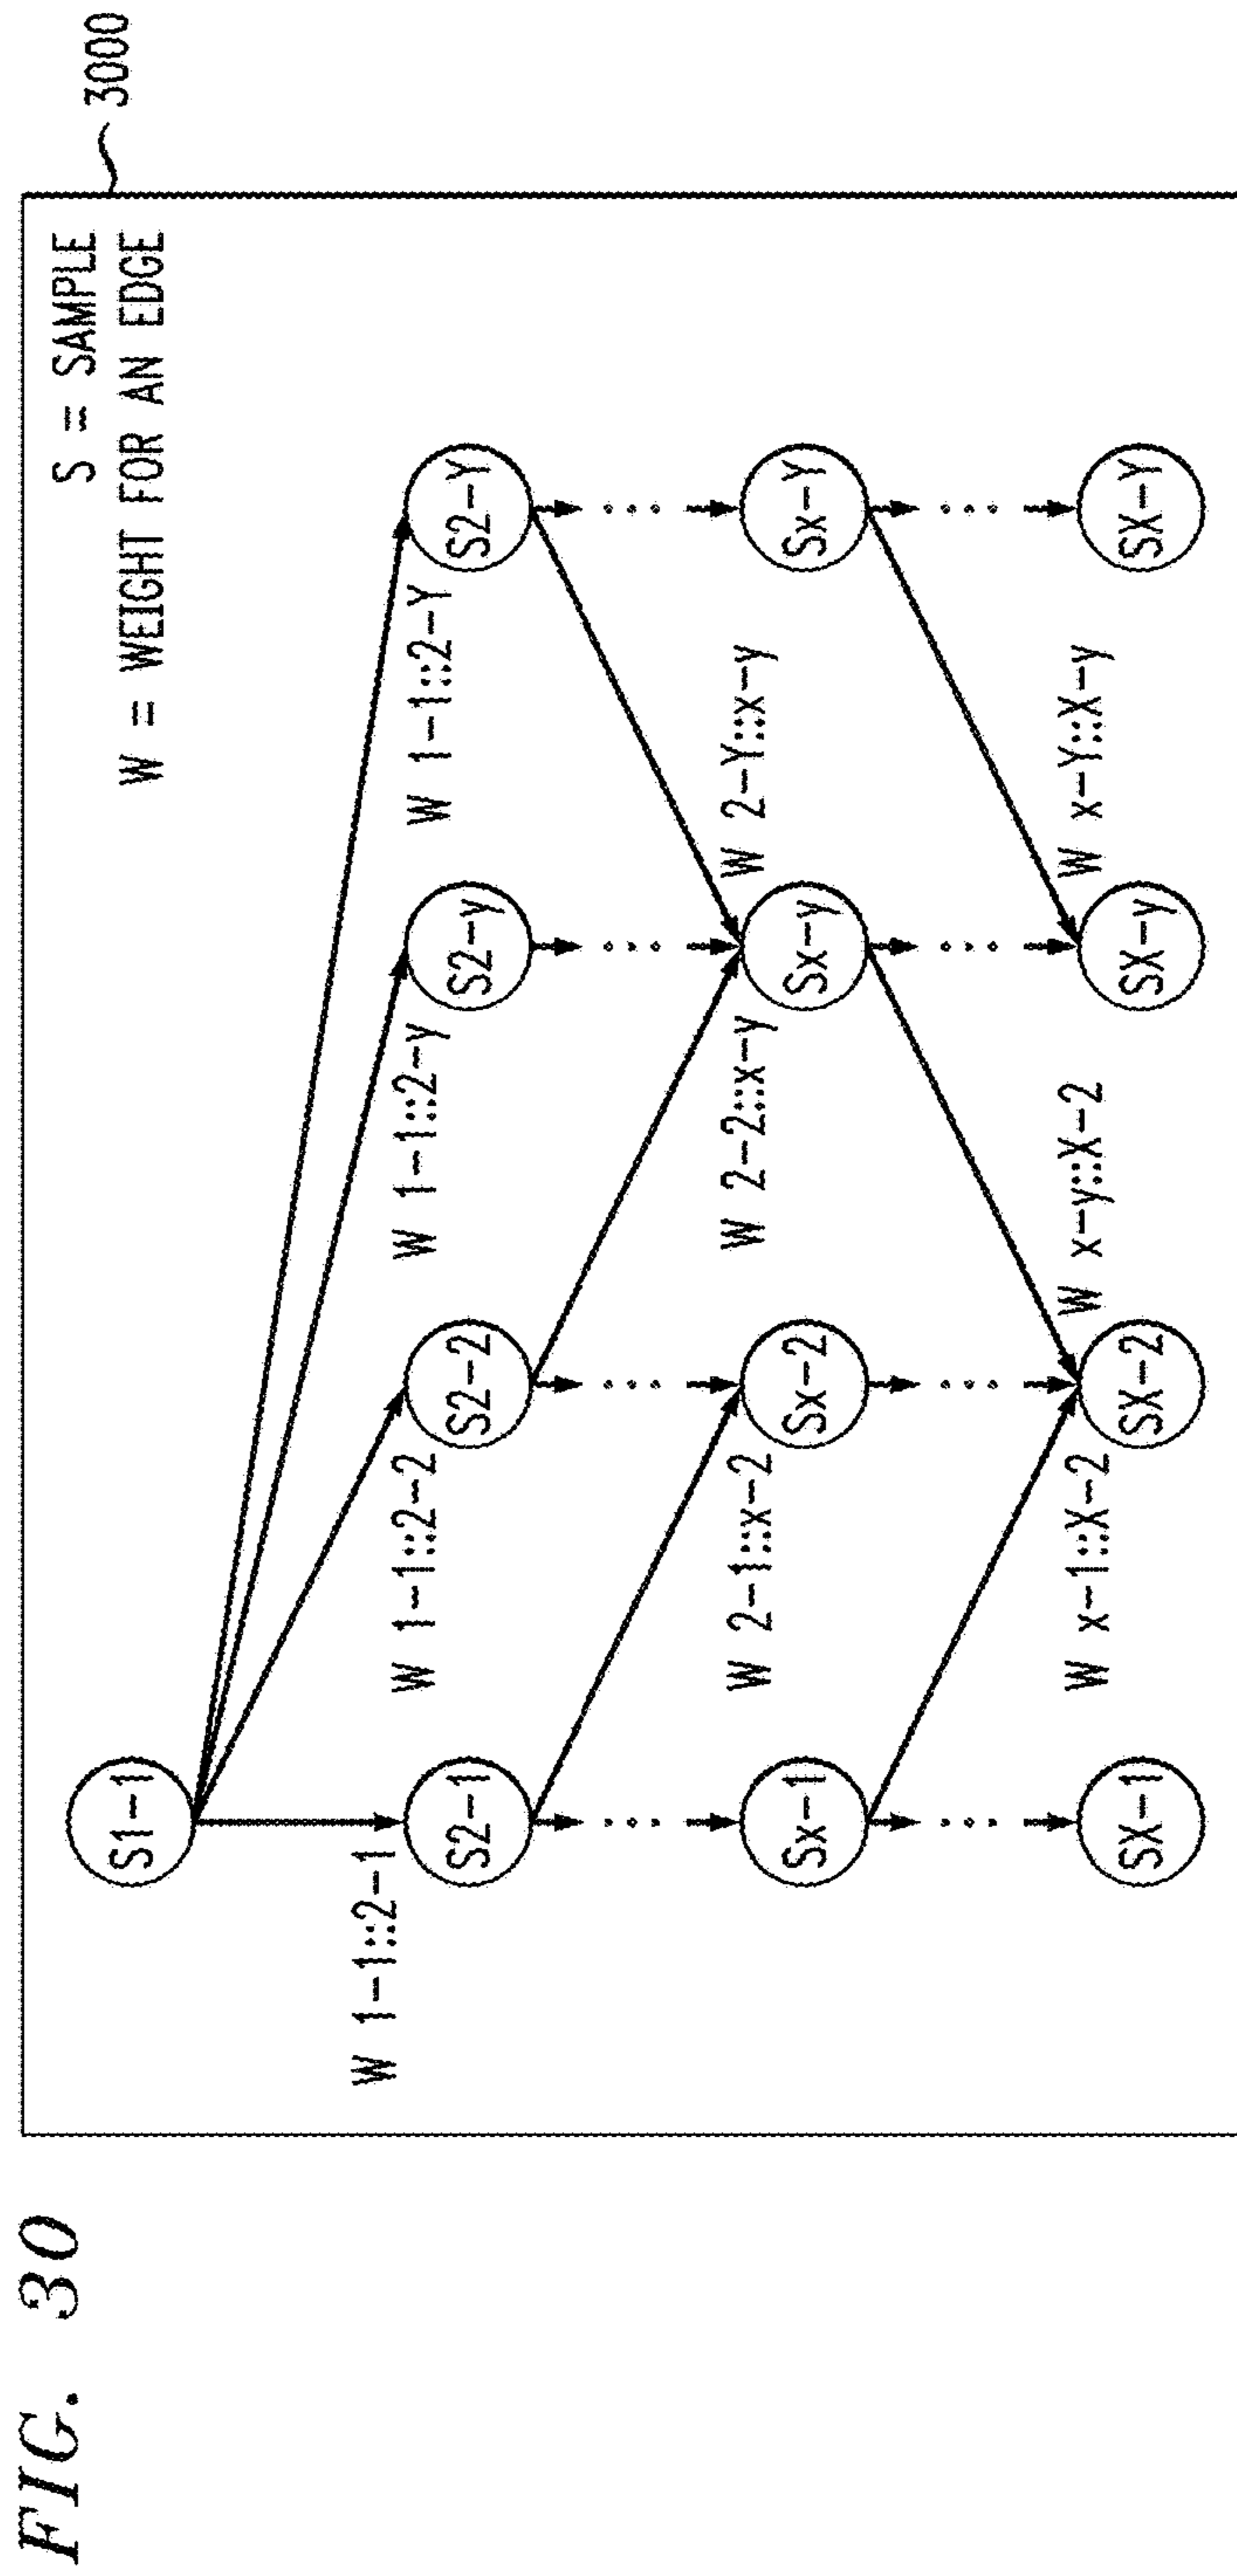 FIG. 30
3000
S = SAMPLE
W = WEIGHT FOR AN EDGE
S1-1
W 1-1::2-1
W 1-1::2-2
W 1-1::2-y
W 1-1::2-Y
S2-1
S2-2
S2-y
S2-Y
W 2-1::x-2
W 2-2::x-y
W 2-Y::x-y
Sx-1
Sx-2
Sx-y
Sx-Y
W x-1::X-2
W x-y::X-2
W x-Y::X-y
SX-1
SX-2
SX-y
SX-Y